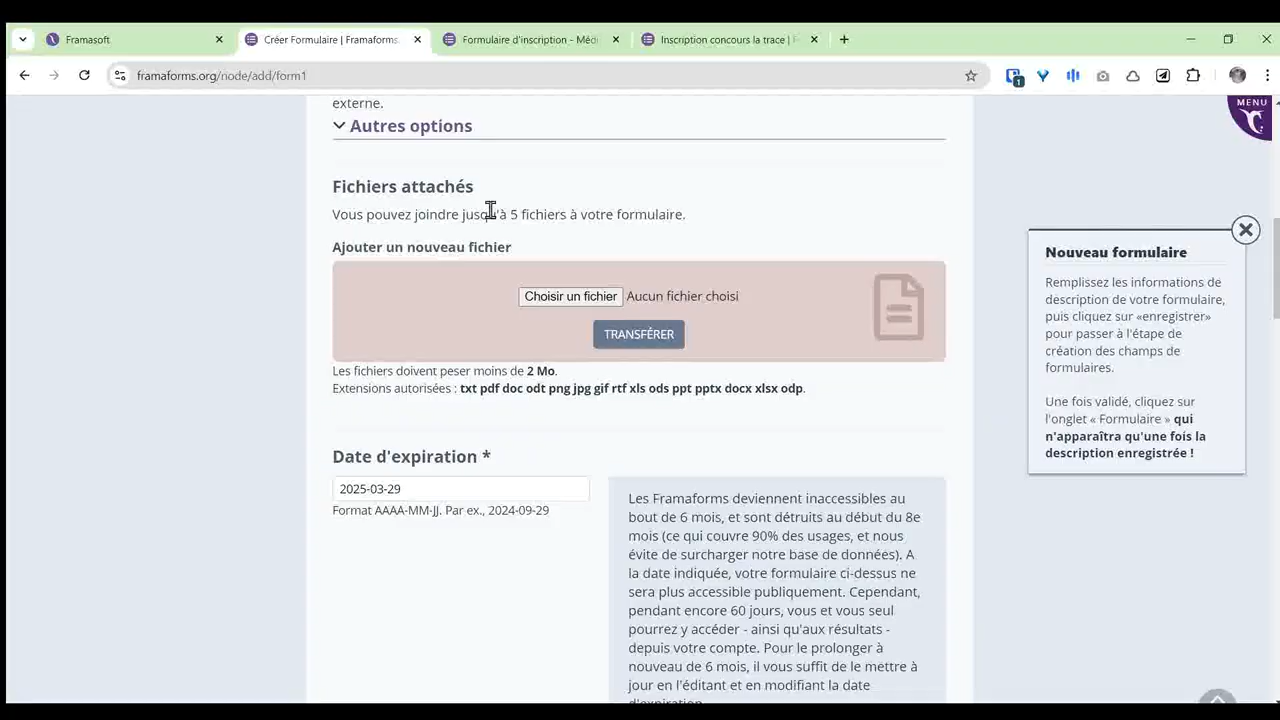 Framasoft
Créer Formulaire | Framaforms
Formulaire d'inscription - Médi
Inscription concours la trace | F
framaforms.org/node/add/form1
1
MENU
externe.
Autres options
Fichiers attachés
Vous pouvez joindre jusqu'à 5 fichiers à votre formulaire.
Ajouter un nouveau fichier
Choisir un fichier Aucun fichier choisi
TRANSFÉRER
Les fichiers doivent peser moins de 2 Mo.
Extensions autorisées : txt pdf doc odt png jpg gif rtf xls ods ppt pptx docx xlsx odp.
Date d'expiration *
2025-03-29
Format AAAA-MM-JJ. Par ex., 2024-09-29
Les Framaforms deviennent inaccessibles au
bout de 6 mois, et sont détruits au début du 8e
mois (ce qui couvre 90% des usages, et nous
évite de surcharger notre base de données). A
la date indiquée, votre formulaire ci-dessus ne
sera plus accessible publiquement. Cependant,
pendant encore 60 jours, vous et vous seul
pourrez y accéder - ainsi qu'aux résultats -
depuis votre compte. Pour le prolonger à
nouveau de 6 mois, il vous suffit de le mettre à
jour en l'éditant et en modifiant la date
d'expiration
Nouveau formulaire
Remplissez les informations de
description de votre formulaire,
puis cliquez sur «enregistrer»
pour passer à l'étape de
création des champs de
formulaires.
Une fois validé, cliquez sur
l'onglet « Formulaire » qui
n'apparaîtra qu'une fois la
description enregistrée !